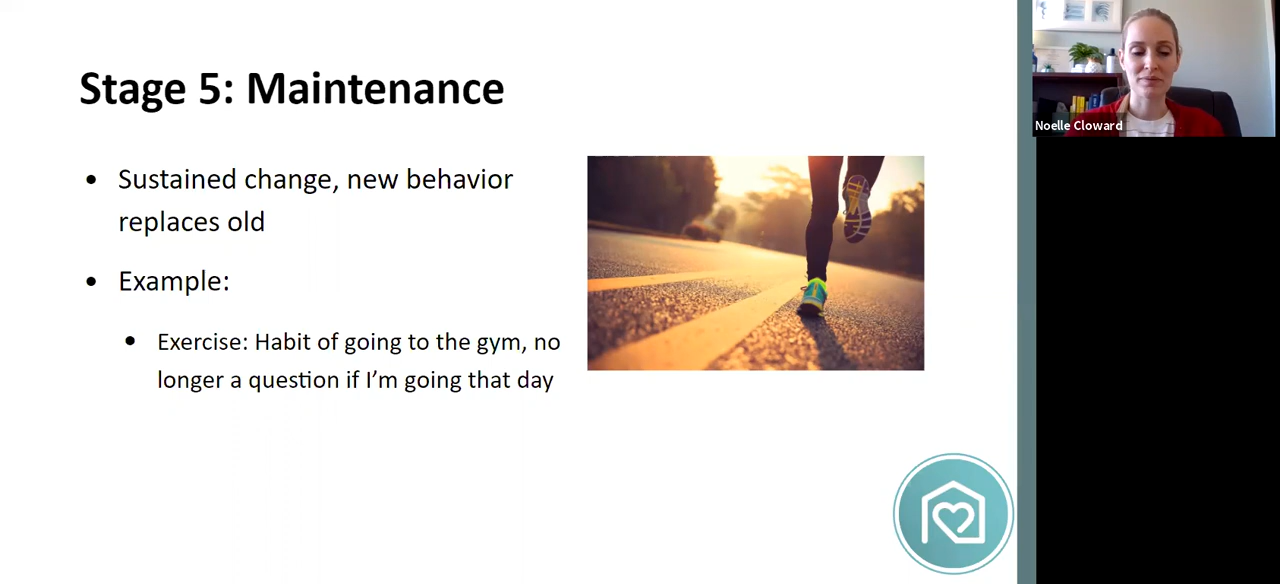 Stage 5: Maintenance
• Sustained change, new behavior
replaces old
• Example:
• Exercise: Habit of going to the gym, no
longer a question if I’m going that day
Noelle Cloward